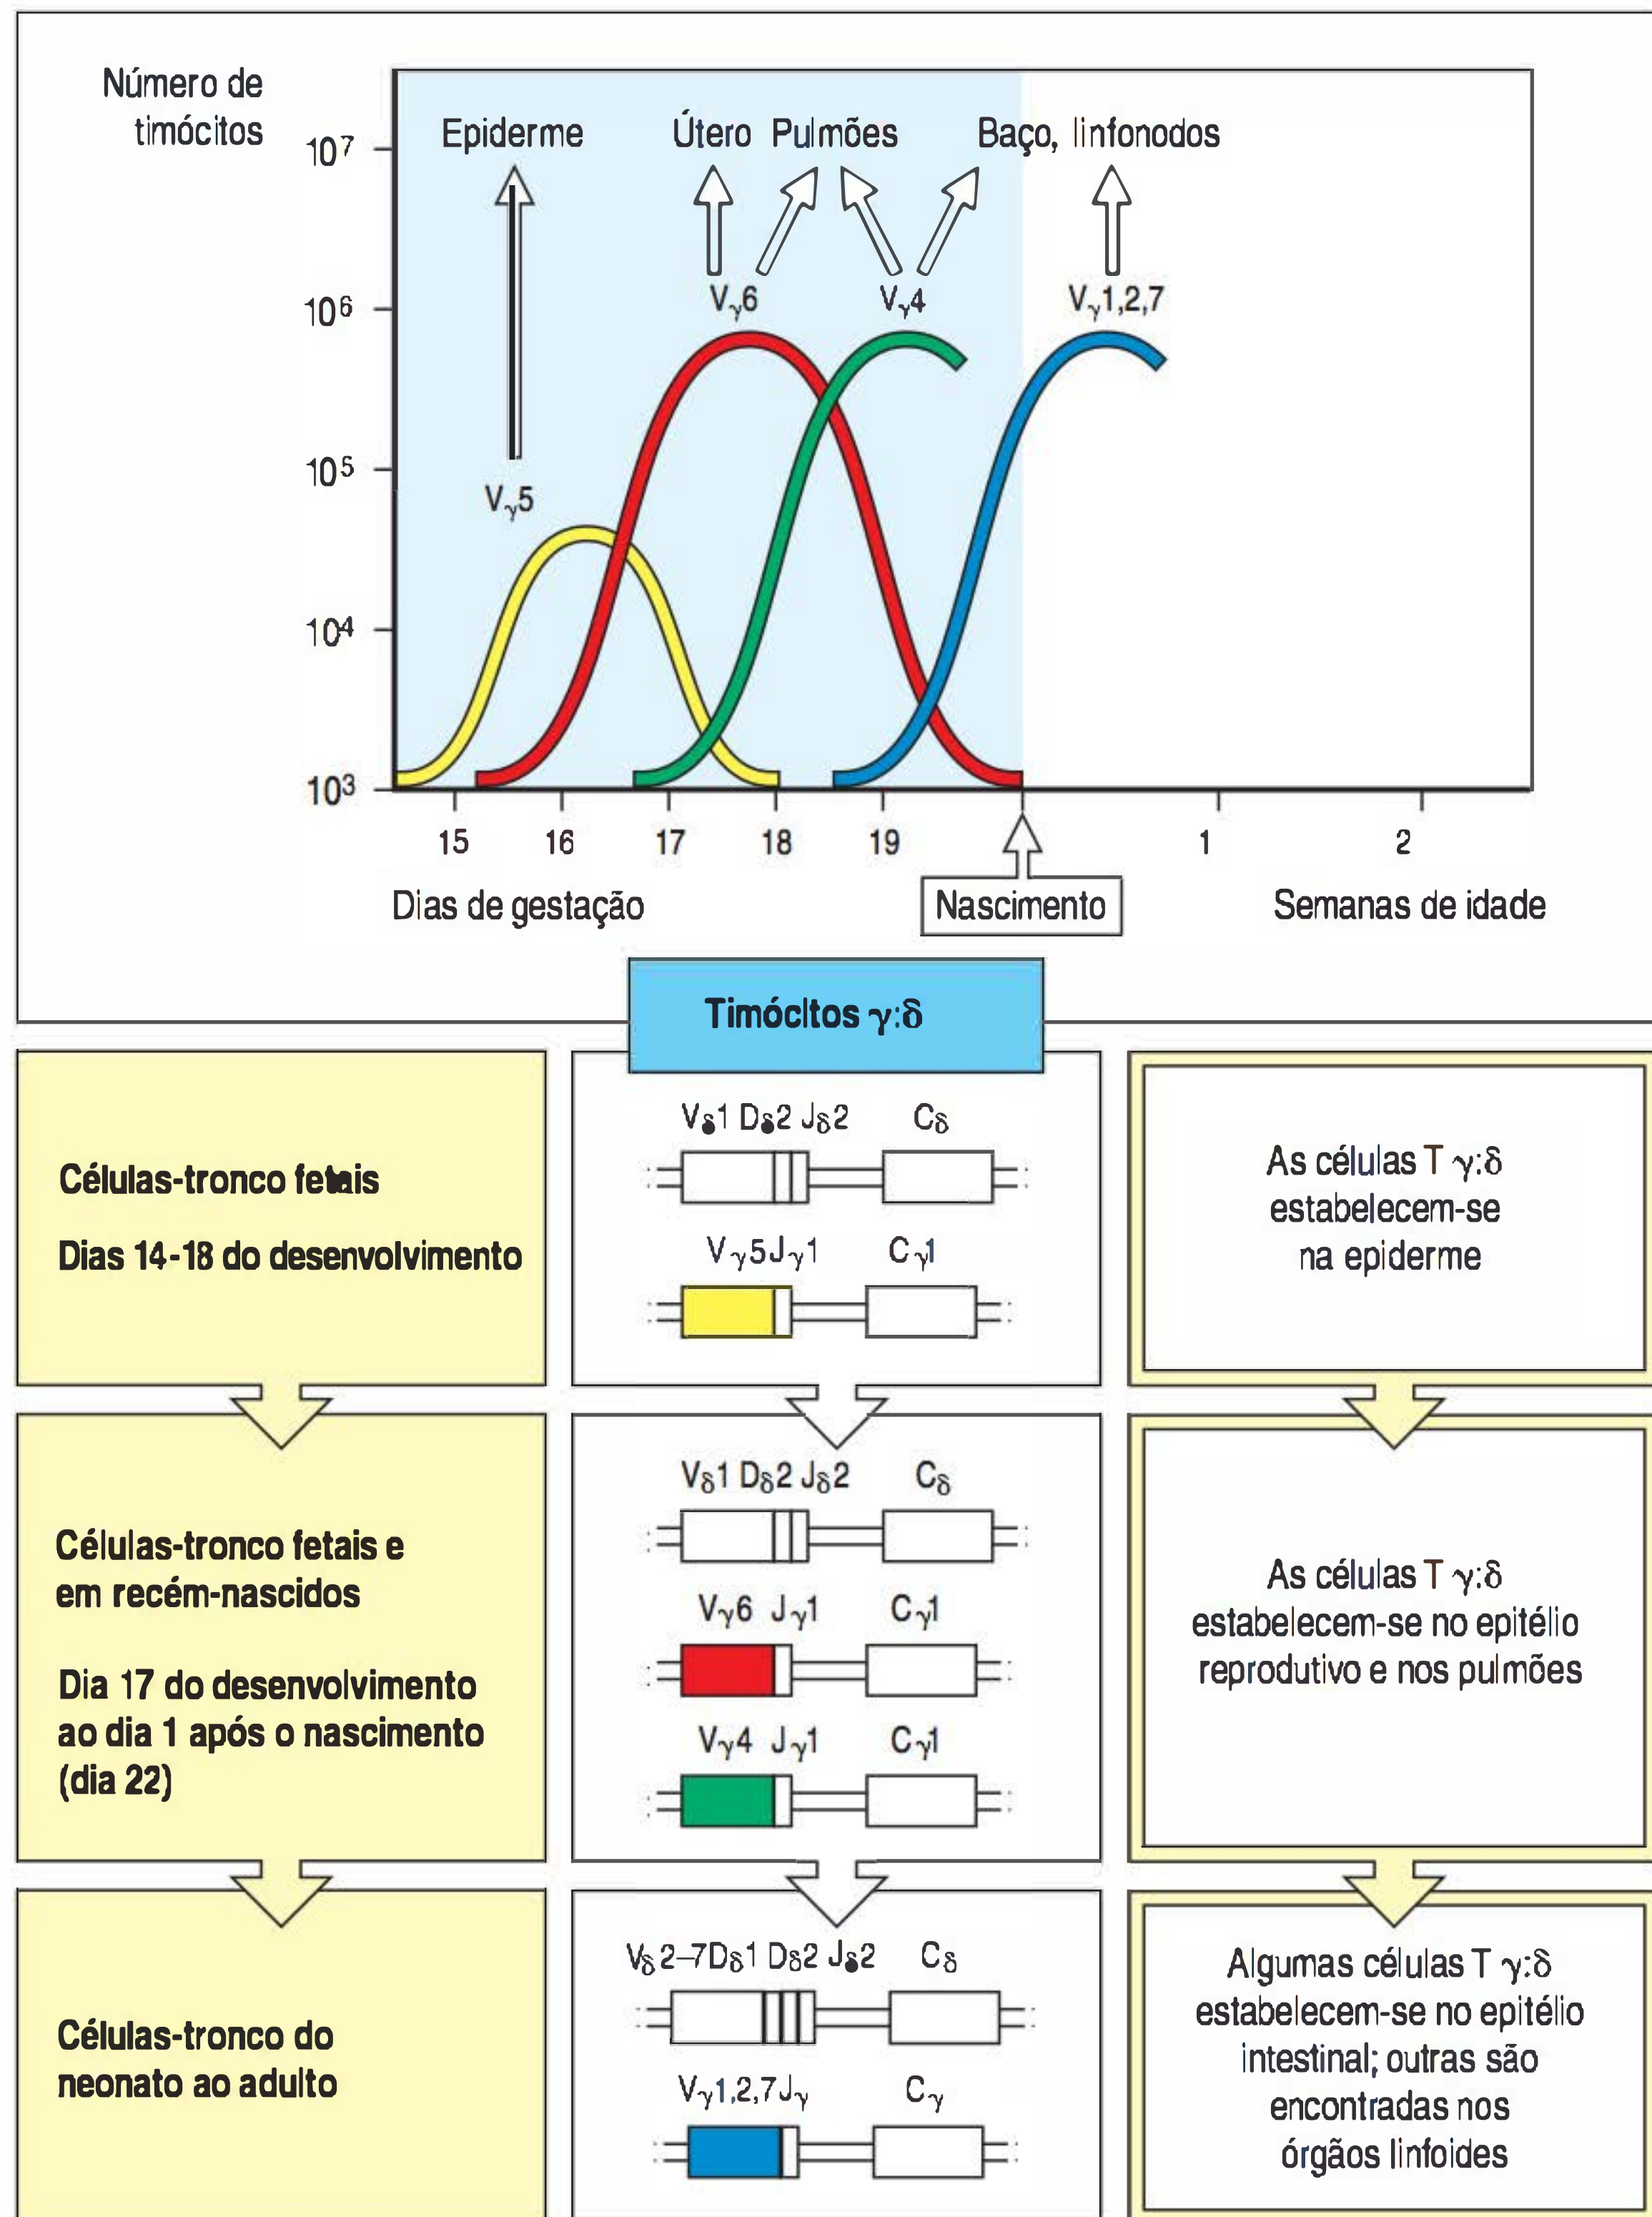 Número de
timócitos
10⁷
10⁶
10⁵
10⁴
10³
Epiderme
Útero Pulmões
Baço, linfonodos
Vγ5
Vγ6
Vγ4
Vγ1,2,7
15 16 17 18 19 1 2
Dias de gestação
Nascimento
Semanas de idade
Timócitos γ:δ
Células-tronco fetais
Dias 14-18 do desenvolvimento
Vδ1 Dδ2 Jδ2 Cδ
Vγ5 Jγ1 Cγ1
As células T γ:δ
estabelecem-se
na epiderme
Células-tronco fetais e
em recém-nascidos
Dia 17 do desenvolvimento
ao dia 1 após o nascimento
(dia 22)
Vδ1 Dδ2 Jδ2 Cδ
Vγ6 Jγ1 Cγ1
Vγ4 Jγ1 Cγ1
As células T γ:δ
estabelecem-se no epitélio
reprodutivo e nos pulmões
Células-tronco do
neonato ao adulto
Vδ2–7 Dδ1 Dδ2 Jδ2 Cδ
Vγ1,2,7 Jγ Cγ
Algumas células T γ:δ
estabelecem-se no epitélio
intestinal; outras são
encontradas nos
órgãos linfoides